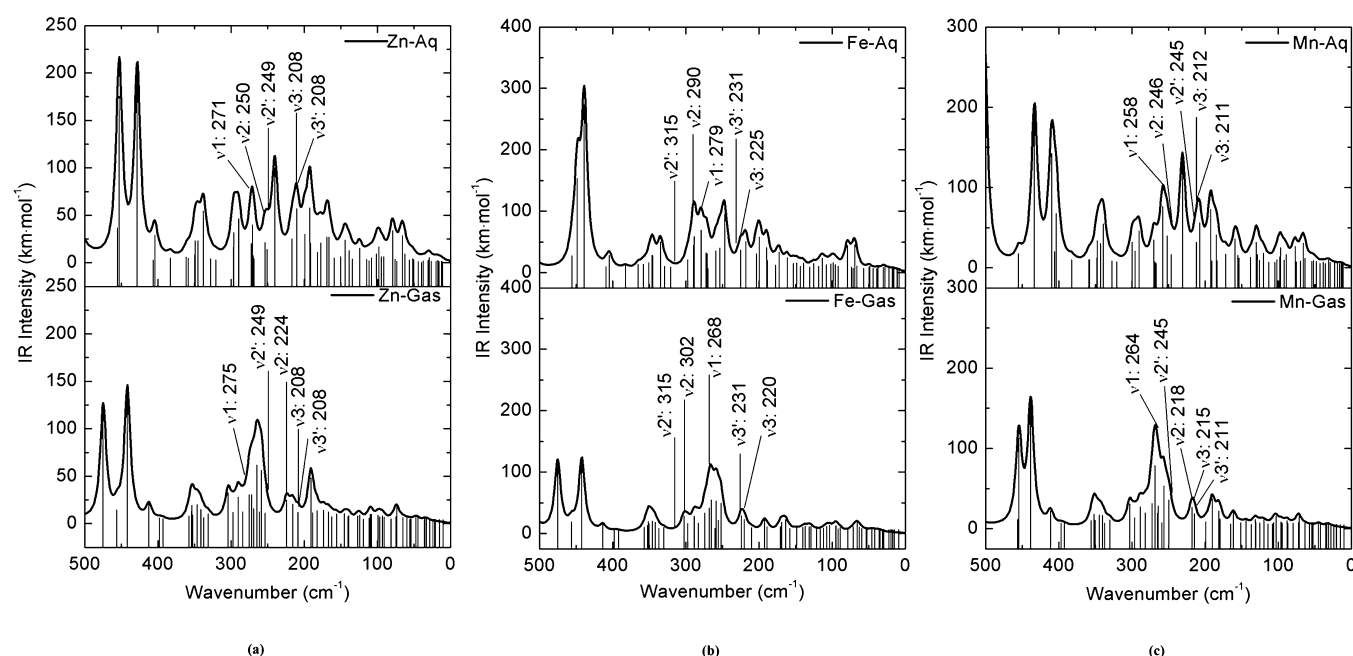 250
200
150
100
50
0
Zn-Aq
ν1: 271
ν2: 250
ν2': 249
ν3: 208
ν3': 208
IR Intensity (km·mol-1)
250
200
150
100
50
0
Zn-Gas
ν1: 275
ν2': 249
ν2: 224
ν3: 208
ν3': 208
500 400 300 200 100 0
Wavenumber (cm-1)
(a)
400
300
200
100
0
Fe-Aq
ν2': 315
ν2: 290
ν1: 279
ν3': 231
ν3: 225
IR Intensity (km·mol-1)
400
300
200
100
0
Fe-Gas
ν2': 315
ν2: 302
ν1: 268
ν3': 231
ν3: 220
500 400 300 200 100 0
Wavenumber (cm-1)
(b)
300
200
100
0
Mn-Aq
ν1: 258
ν2: 246
ν2': 245
ν3: 212
ν3: 211
IR Intensity (km·mol-1)
300
200
100
0
Mn-Gas
ν1: 264
ν2': 245
ν2: 218
ν3: 215
ν3': 211
500 400 300 200 100 0
Wavenumber (cm-1)
(c)